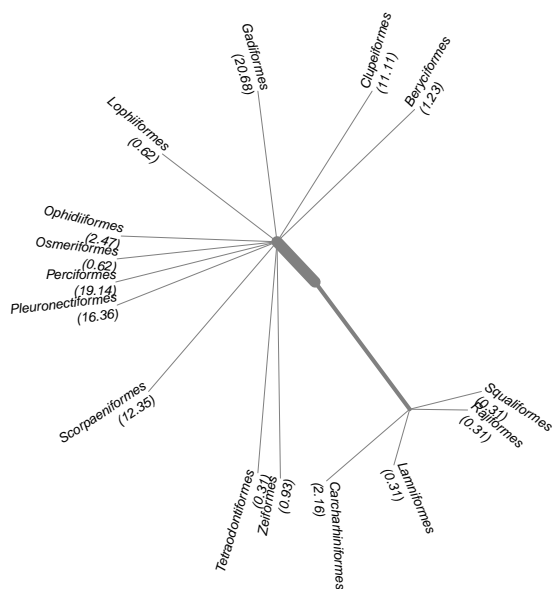 Gadiformes
(20.68)
Clupeiformes
(11.11)
Beryciformes
(1.23)
Lophiiformes
(0.62)
Ophidiiformes
(2.47)
Osmeriformes
(0.62)
Perciformes
(19.14)
Pleuronectiformes
(16.36)
Scorpaeniformes
(12.35)
Tetraodontiformes
(0.31)
Zeiformes
(0.93)
Carcharhiniformes
(2.16)
Lamniformes
(0.31)
Squaliformes
(0.31)
Rajiformes
(0.31)